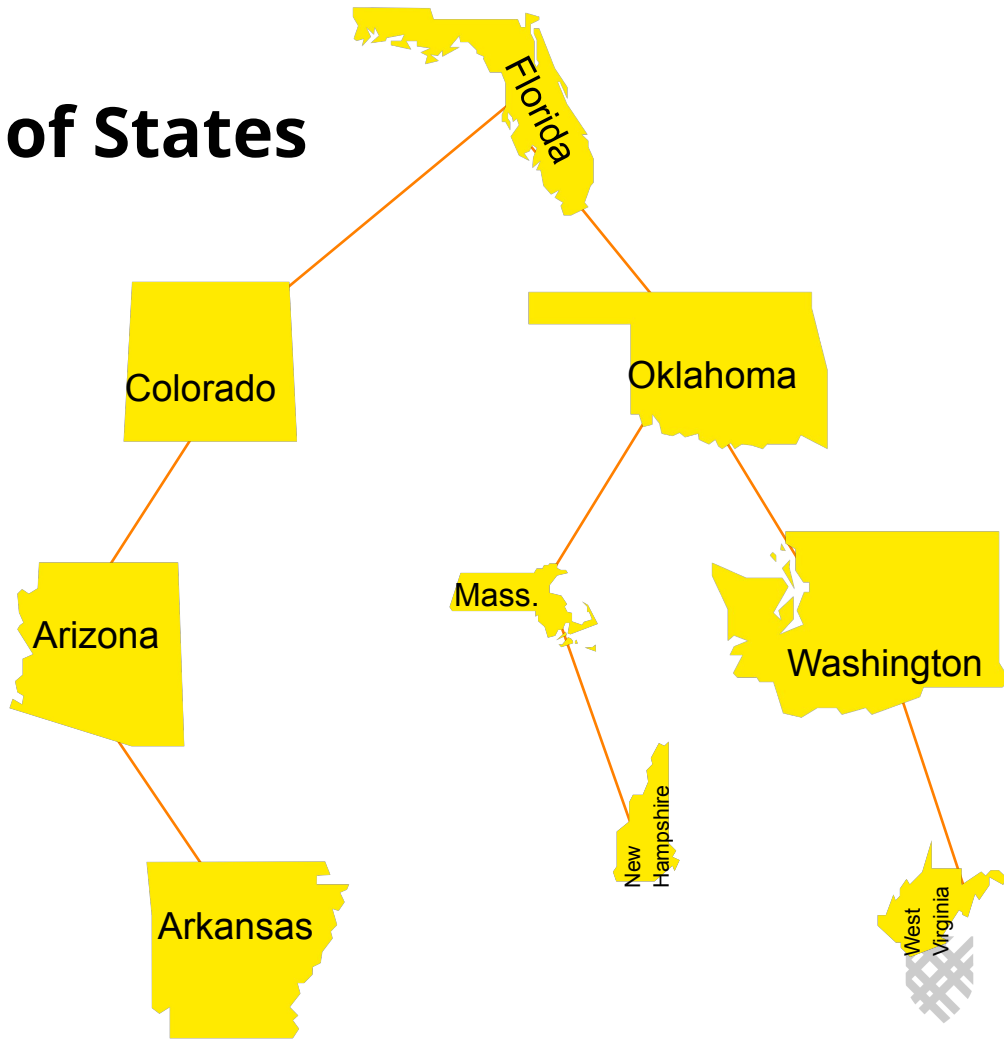 of States
Florida
Colorado
Oklahoma
Arizona
Mass.
Washington
New
Hampshire
Arkansas
West
Virginia